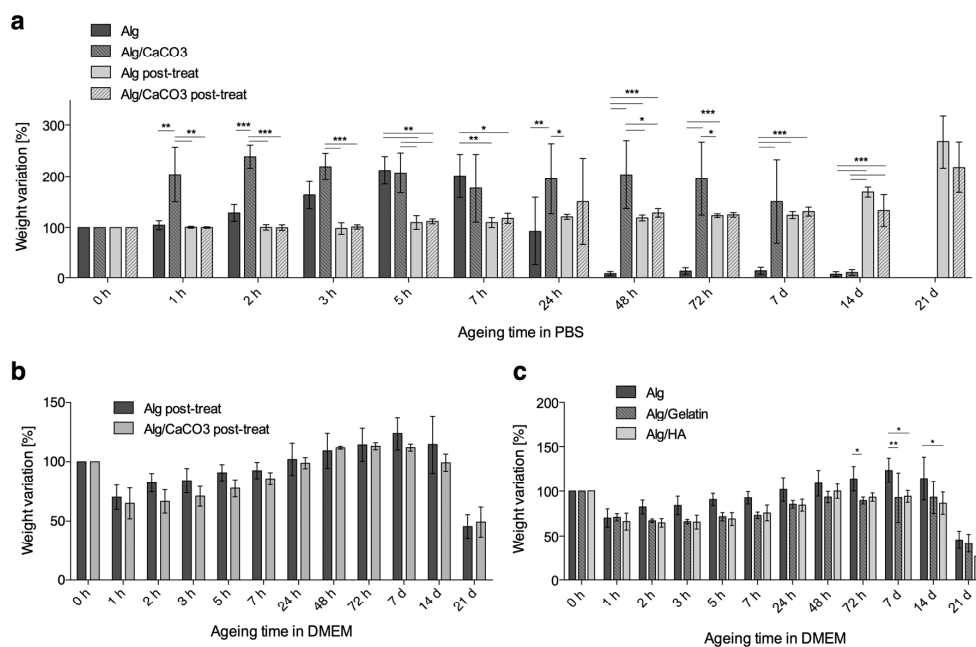 a
Alg
Alg/CaCO3
Alg post-treat
Alg/CaCO3 post-treat
Weight variation [%]
300
200
100
0
** ** *** *** *** ** ** * ** * *** * *** * *** ***
0 h 1 h 2 h 3 h 5 h 7 h 24 h 48 h 72 h 7 d 14 d 21 d
Ageing time in PBS
b
Alg post-treat
Alg/CaCO3 post-treat
Weight variation [%]
150
100
50
0
0 h 1 h 2 h 3 h 5 h 7 h 24 h 48 h 72 h 7 d 14 d 21 d
Ageing time in DMEM
c
Alg
Alg/Gelatin
Alg/HA
Weight variation [%]
200
150
100
50
0
* ** * *
0 h 1 h 2 h 3 h 5 h 7 h 24 h 48 h 72 h 7 d 14 d 21 d
Ageing time in DMEM